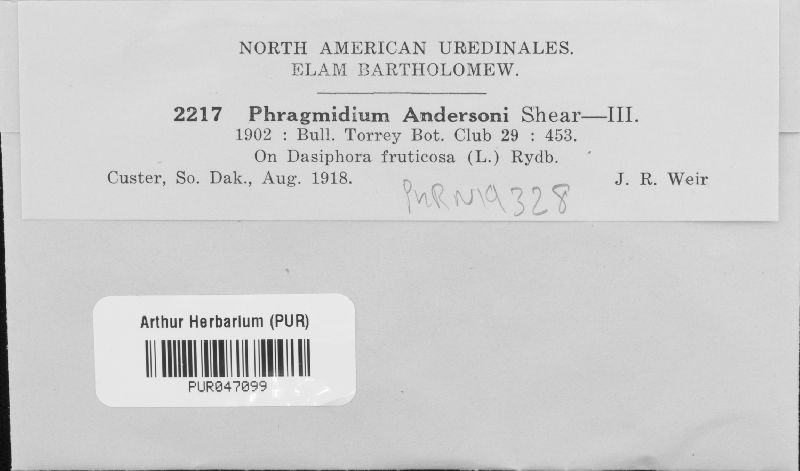 NORTH AMERICAN UREDINALES.
ELAM BARTHOLOMEW.
2217 Phragmidium Andersoni Shear—III.
1902 : Bull. Torrey Bot. Club 29 : 453.
On Dasiphora fruticosa (L.) Rydb.
Custer, So. Dak., Aug. 1918. J. R. Weir
PUR N19328
Arthur Herbarium (PUR)
PUR047099